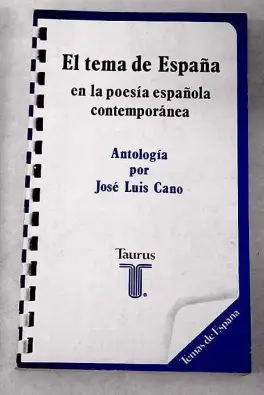 El tema de España
en la poesía española
contemporánea
Antología
por
José Luis Cano
Taurus
®
Temas de España